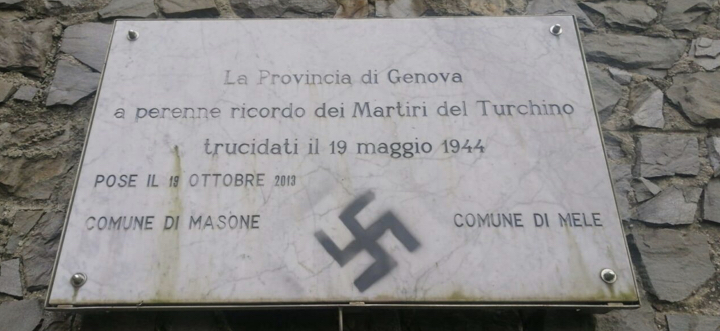 La Provincia di Genova
a perenne ricordo dei Martiri del Turchino
trucidati il 19 maggio 1944
POSE IL 19 OTTOBRE 2013
COMUNE DI MASONE
COMUNE DI MELE